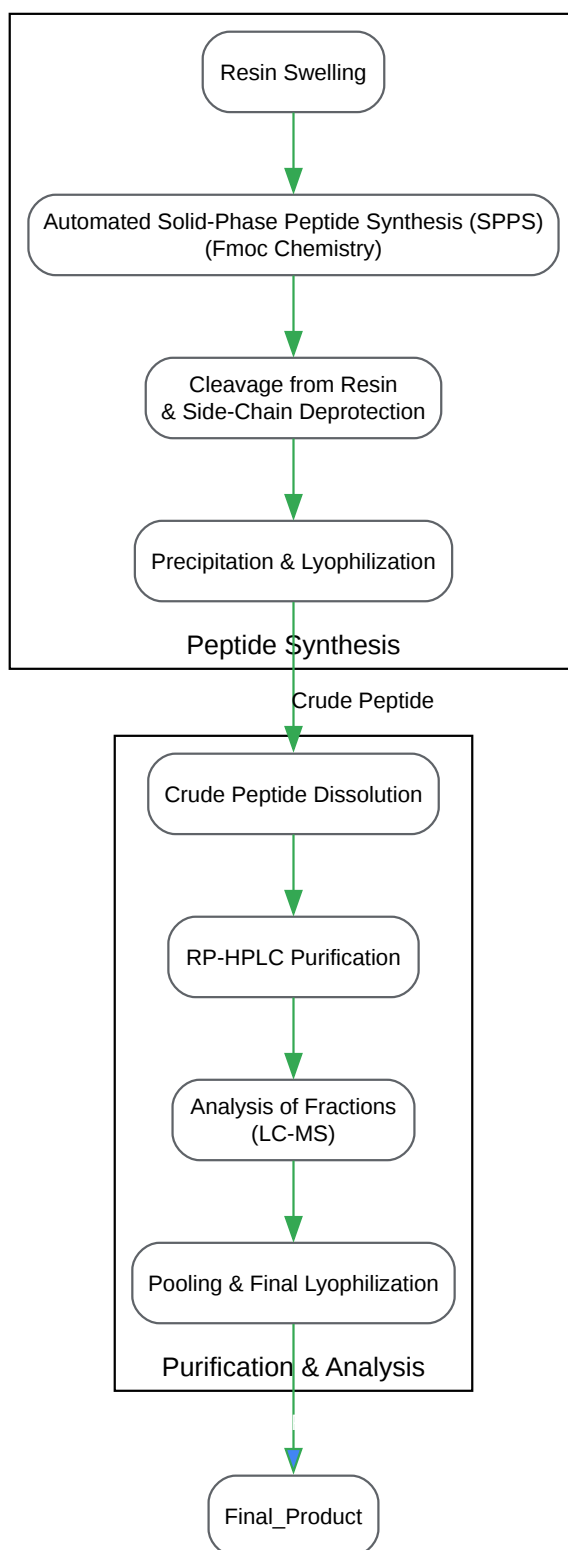 Resin Swelling
Automated Solid-Phase Peptide Synthesis (SPPS)
(Fmoc Chemistry)
Cleavage from Resin
& Side-Chain Deprotection
Precipitation & Lyophilization
Peptide Synthesis
Crude Peptide
Crude Peptide Dissolution
RP-HPLC Purification
Analysis of Fractions
(LC-MS)
Pooling & Final Lyophilization
Purification & Analysis
Final_Product